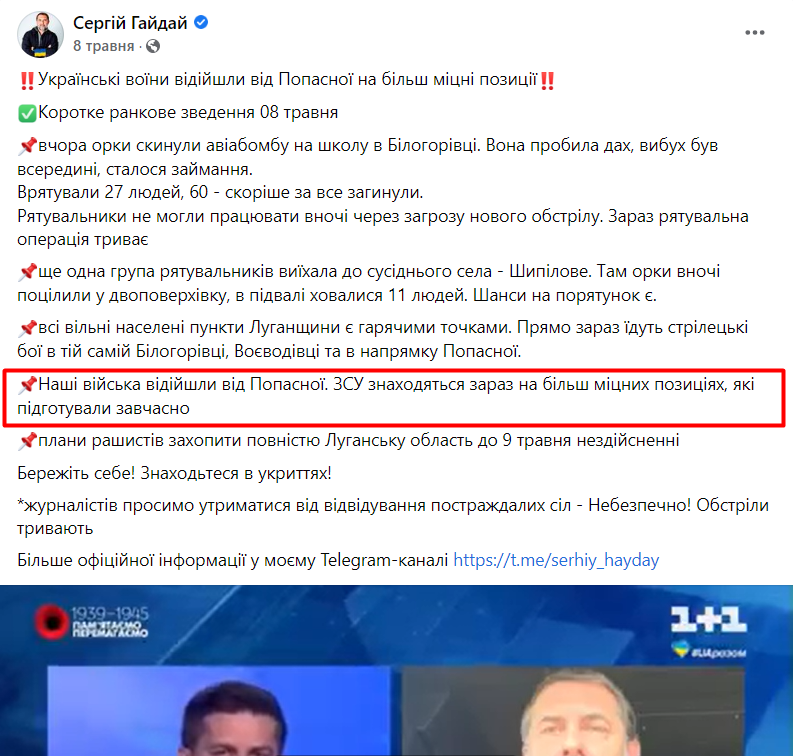 Сергій Гайдай
8 травня ·
‼️Українські воїни відійшли від Попасної на більш міцні позиції‼️
✅Коротке ранкове зведення 08 травня
📌вчора орки скинули авіабомбу на школу в Білогорівці. Вона пробила дах, вибух був
всередині, сталося займання.
Врятували 27 людей, 60 - скоріше за все загинули.
Рятувальники не могли працювати вночі через загрозу нового обстрілу. Зараз рятувальна
операція триває
📌ще одна група рятувальників виїхала до сусіднього села - Шипілове. Там орки вночі
поцілили у двоповерхівку, в підвалі ховалися 11 людей. Шанси на порятунок є.
📌всі вільні населені пункти Луганщини є гарячими точками. Прямо зараз їдуть стрілецькі
бої в тій самій Білогорівці, Воєводівці та в напрямку Попасної.
📌Наші війська відійшли від Попасної. ЗСУ знаходяться зараз на більш міцних позиціях, які
підготували завчасно
📌плани рашистів захопити повністю Луганську область до 9 травня нездійсненні
Бережіть себе! Знаходьтеся в укриттях!
*журналістів просимо утриматися від відвідування постраждалих сіл - Небезпечно! Обстріли
тривають
Більше офіційної інформації у моєму Telegram-каналі https://t.me/serhiy_hayday
1939–1945
ПАМ'ЯТАЄМО
ПЕРЕМАГАЄМО
1+1
#UAразом